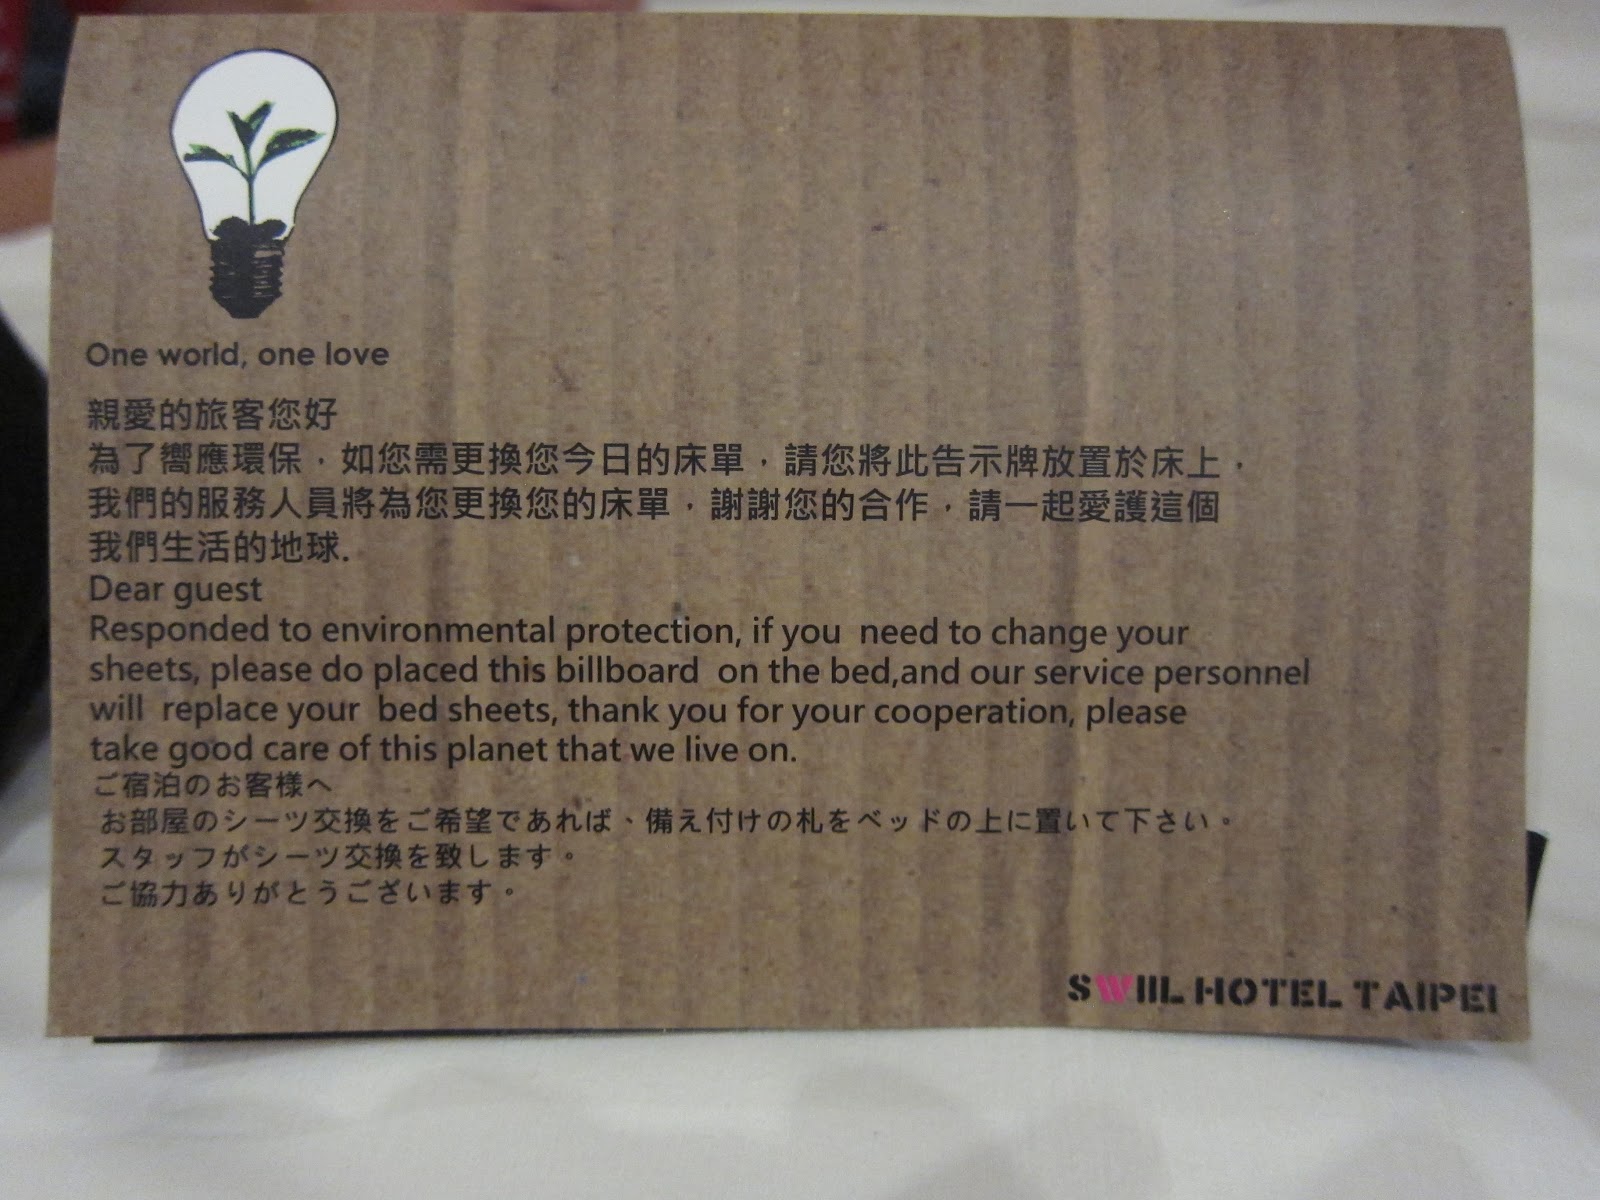 One world, one love
親愛的旅客您好
為了嚮應環保，如您需更換您今日的床單，請您將此告示牌放置於床上，
我們的服務人員將為您更換您的床單，謝謝您的合作，請一起愛護這個
我們生活的地球.
Dear guest
Responded to environmental protection, if you  need to change your
sheets, please do placed this billboard  on the bed,and our service personnel
will  replace your  bed sheets, thank you for your cooperation, please
take good care of this planet that we live on.
ご宿泊のお客様へ
お部屋のシーツ交換をご希望であれば、備え付けの札をベッドの上に置いて下さい。
スタッフがシーツ交換を致します。
ご協力ありがとうございます。
SWIIL HOTEL TAIPEI